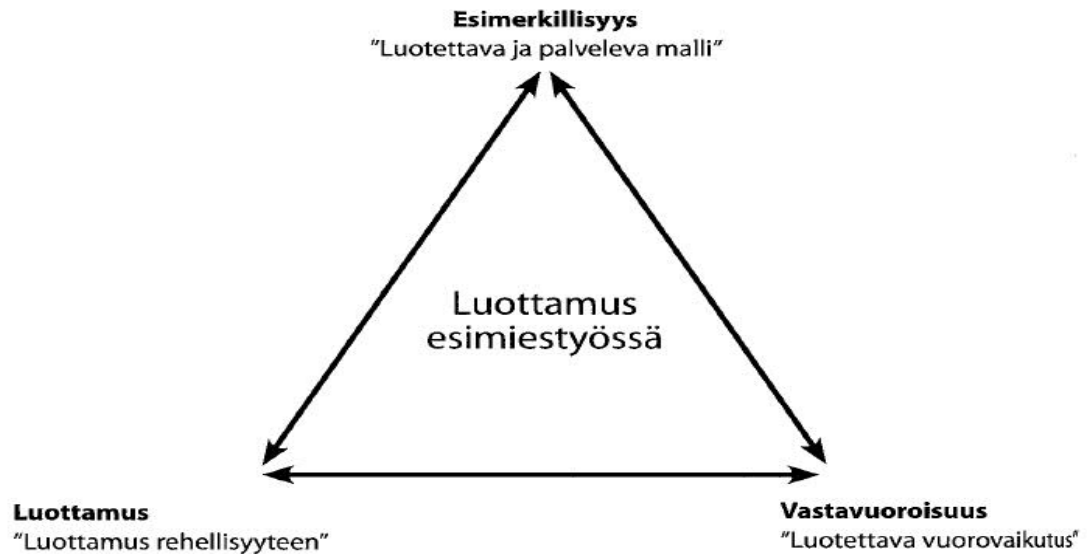 Esimerkillisyys
"Luotettava ja palveleva malli"
Luottamus
esimiestyössä
Luottamus
"Luottamus rehellisyyteen"
Vastavuoroisuus
"Luotettava vuorovaikutus"